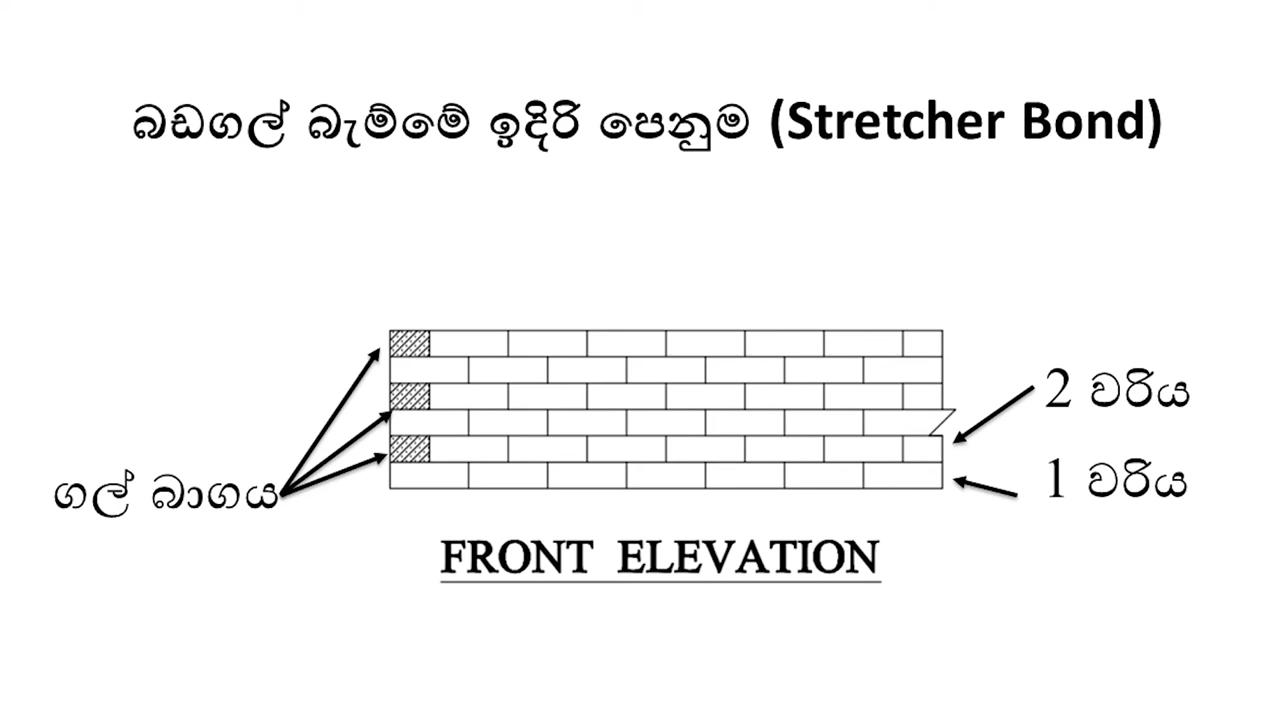 බඩගල් බැම්මේ ඉදිරි පෙනුම (Stretcher Bond)
2 වරිය
ගල් බාගය
1 වරිය
FRONT ELEVATION